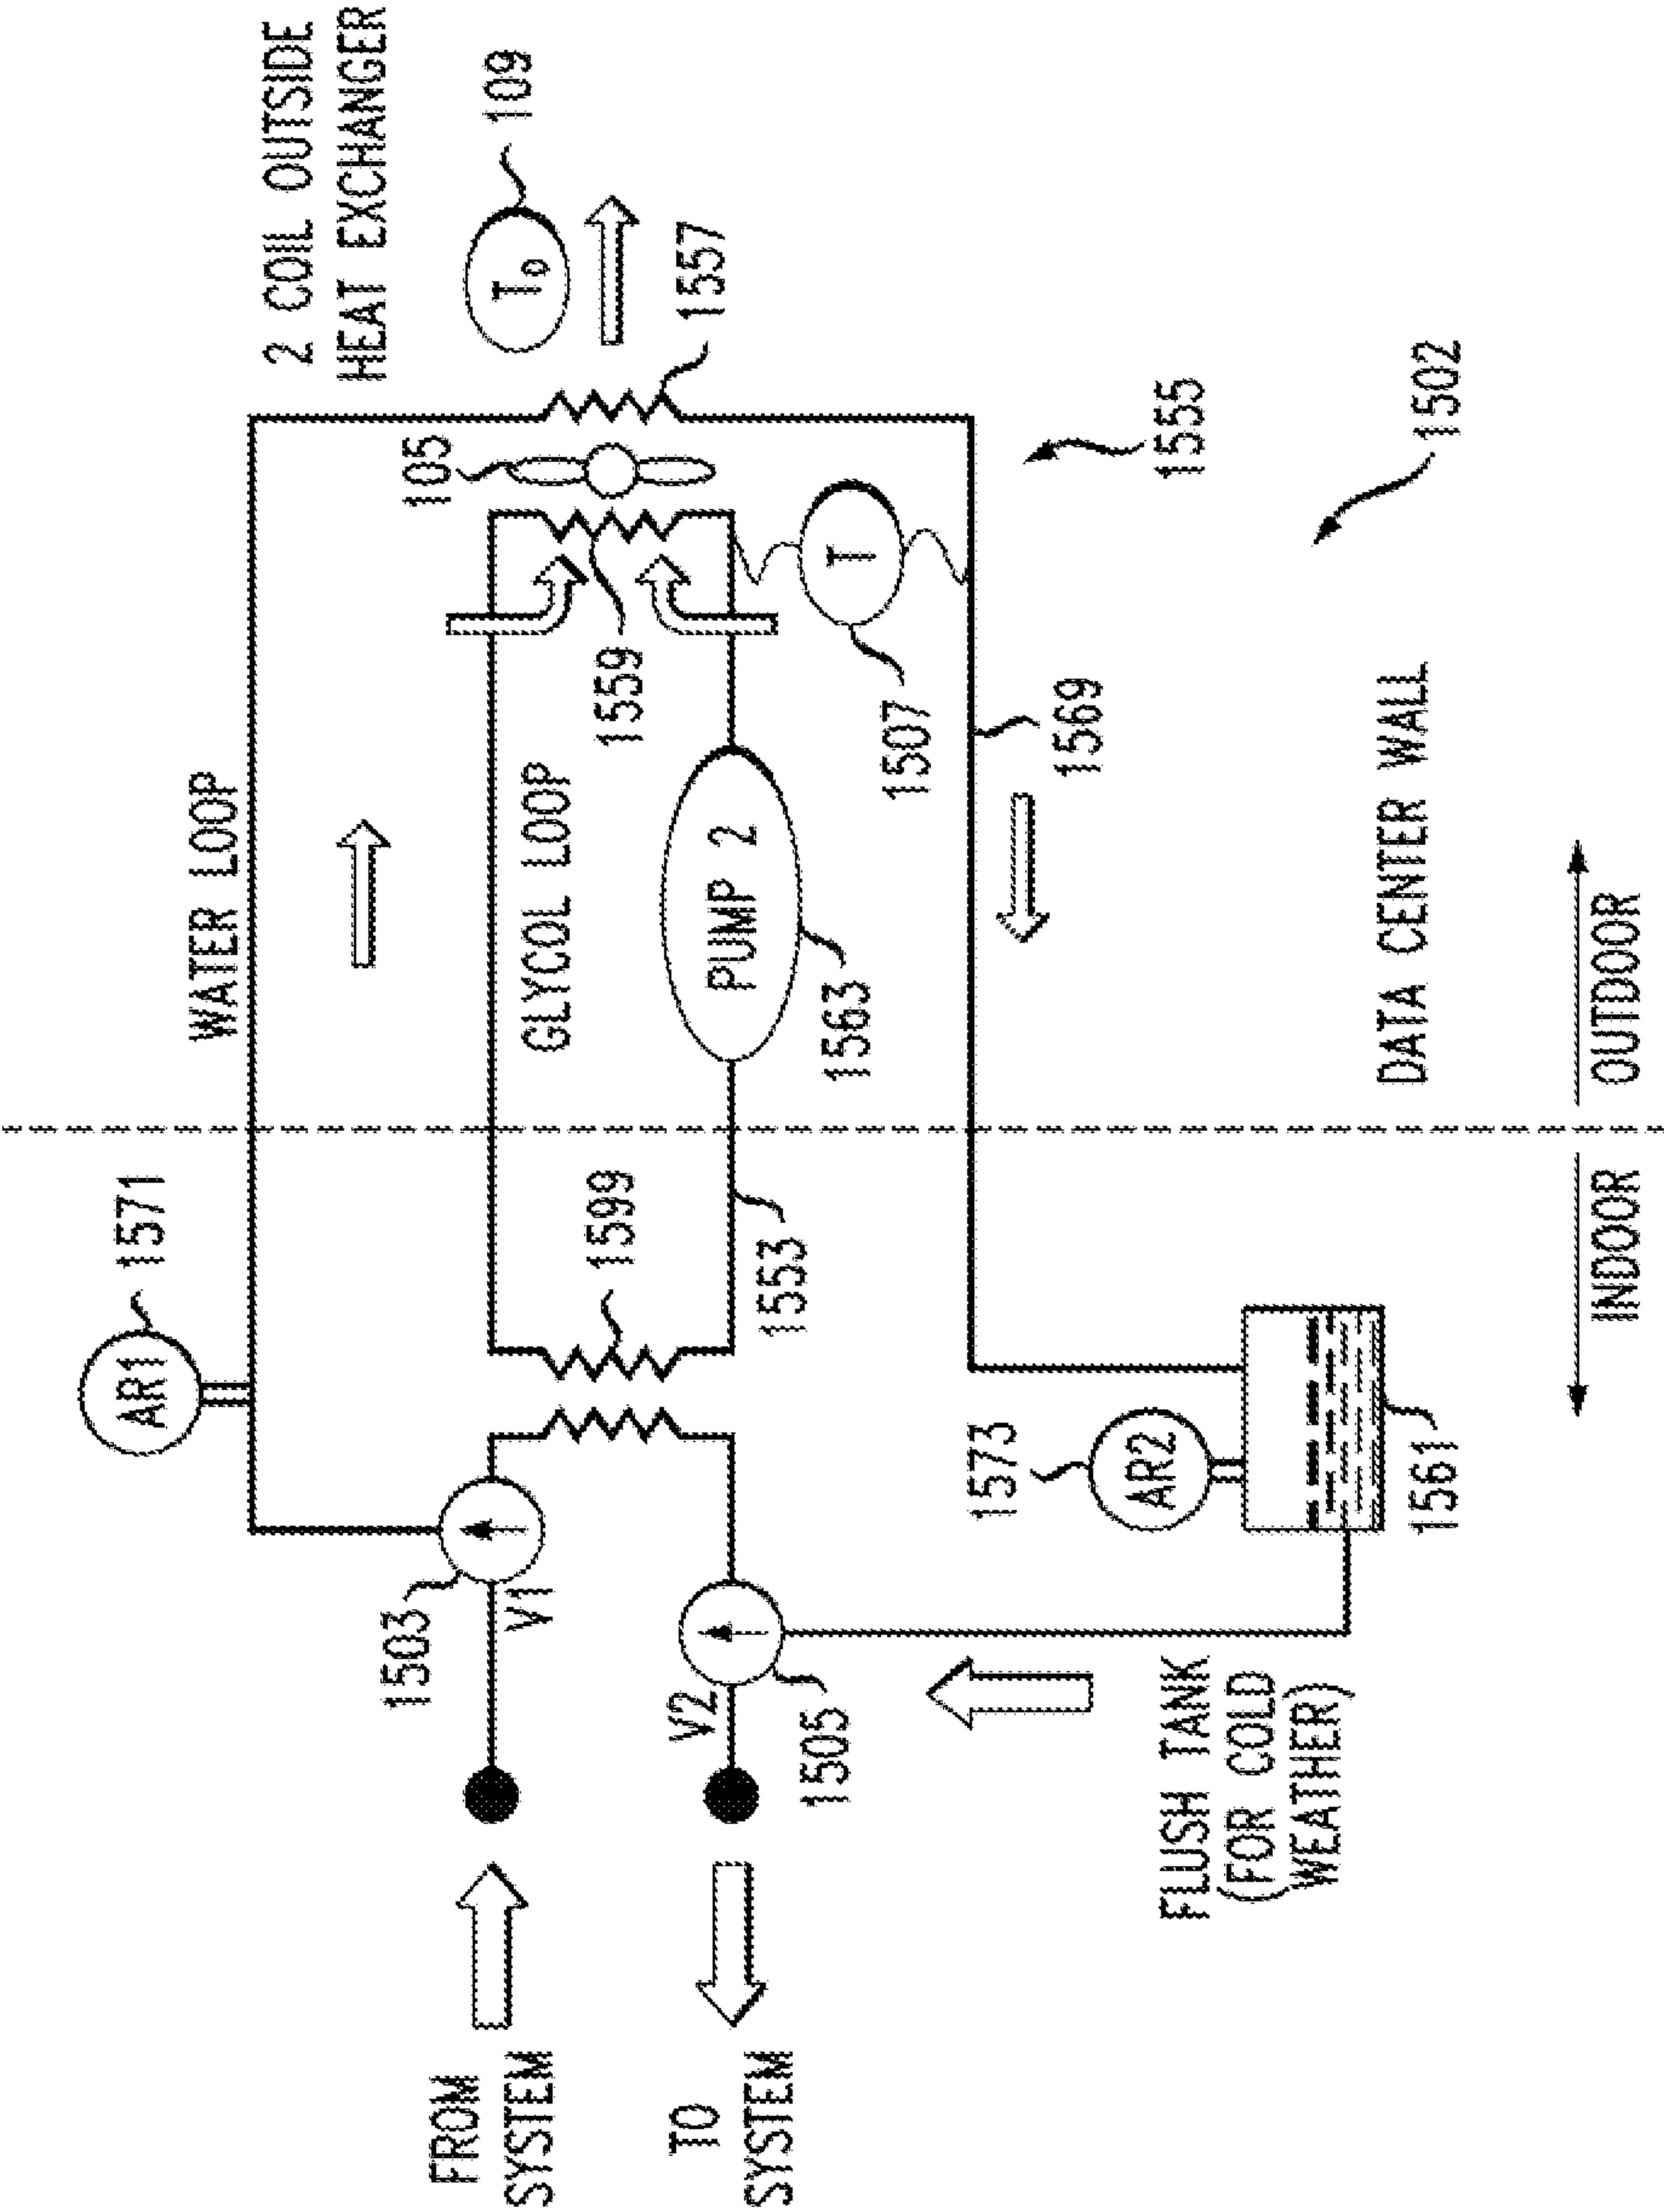 2 COIL OUTSIDE
HEAT EXCHANGER
WATER LOOP
AR1
1571
109
T₀
105
1557
GLYCOL LOOP
1559
1599
1503
V1
FROM
SYSTEM
TO
SYSTEM
V2
1505
1553
PUMP 2
1563
T
1507
1569
1555
1502
1573
AR2
1561
FLUSH TANK
(FOR COLD
WEATHER)
DATA CENTER WALL
INDOOR
OUTDOOR